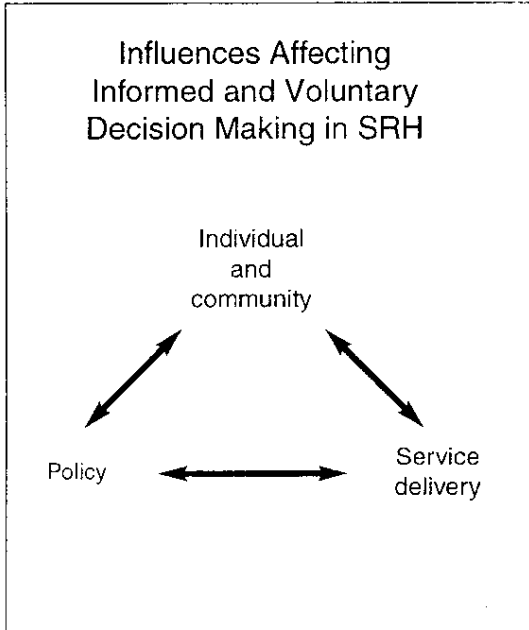 Influences Affecting
Informed and Voluntary
Decision Making in SRH
Individual
and
community
Policy
Service
delivery